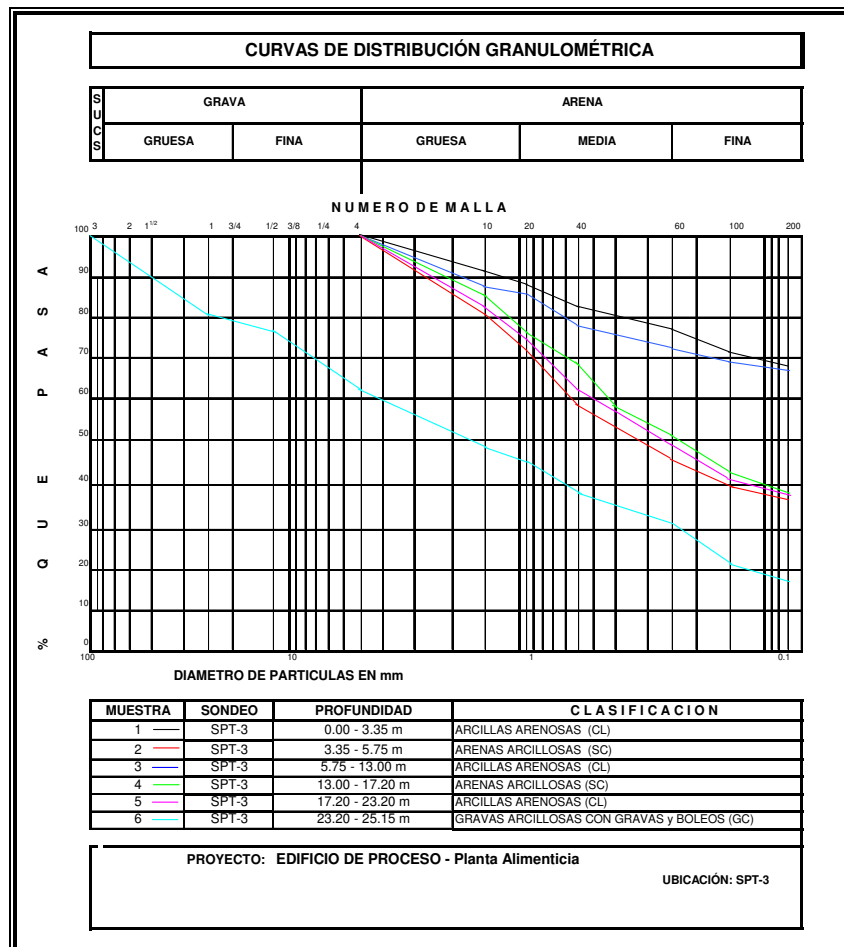 CURVAS DE DISTRIBUCIÓN GRANULOMÉTRICA
SUCS
GRAVA ARENA
GRUESA FINA GRUESA MEDIA FINA
NUMERO DE MALLA
3 2 1 1/2 1 3/4 1/2 3/8 1/4 4 10 20 40 60 100 200
% QUE PASA
100
90
80
70
60
50
40
30
20
10
0
100 10 1 0.1
DIAMETRO DE PARTICULAS EN mm
MUESTRA SONDEO PROFUNDIDAD CLASIFICACION
1 SPT-3 0.00 - 3.35 m ARCILLAS ARENOSAS (CL)
2 SPT-3 3.35 - 5.75 m ARENAS ARCILLOSAS (SC)
3 SPT-3 5.75 - 13.00 m ARCILLAS ARENOSAS (CL)
4 SPT-3 13.00 - 17.20 m ARENAS ARCILLOSAS (SC)
5 SPT-3 17.20 - 23.20 m ARCILLAS ARENOSAS (CL)
6 SPT-3 23.20 - 25.15 m GRAVAS ARCILLOSAS CON GRAVAS y BOLEOS (GC)
PROYECTO: EDIFICIO DE PROCESO - Planta Alimenticia
UBICACIÓN: SPT-3